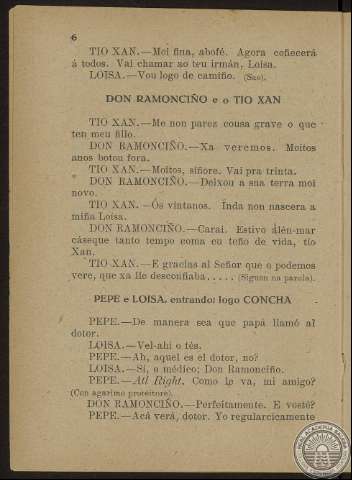 6
TIO XAN.—Moi fina, abofé. Agora coñecerá
á todos. Vai chamar ao teu irmán, Loisa.
LOISA.—Vou logo de camiño. (Sae).
DON RAMONCIÑO e o TIO XAN
TIO XAN.—Me non parez cousa grave o que
ten meu fillo.
DON RAMONCIÑO.—Xa veremos. Moitos
anos botou fora.
TIO XAN.—Moitos, siñore. Vai pra trinta.
DON RAMONCIÑO.—Deixou a sua terra moi
novo.
TIO XAN.—Ós vintanos. Inda non nascera a
miña Loisa.
DON RAMONCIÑO.—Carai. Estivo álén-mar
cáseque tanto tempo coma eu teño de vida, tío
Xan.
TIO XAN.—E gracias al Señor que o podemos
vere, que xa lle desconfiaba..... (Siguen na parola).
PEPE e LOISA, entrando: logo CONCHA
PEPE.—De manera sea que papá llamó al
dotor.
LOISA.—Vel-ahi o tés.
PEPE.—Ah, aquel es el dotor, no?
LOISA.—Si, o médico; Don Ramonciño.
PEPE.—Atl Right. Como le va, mi amigo?
(Con agarimo proteitore).
DON RAMONCIÑO.—Perfeitamente. E vosté?
PEPE.—Acá verá, dotor. Yo regularcicamente